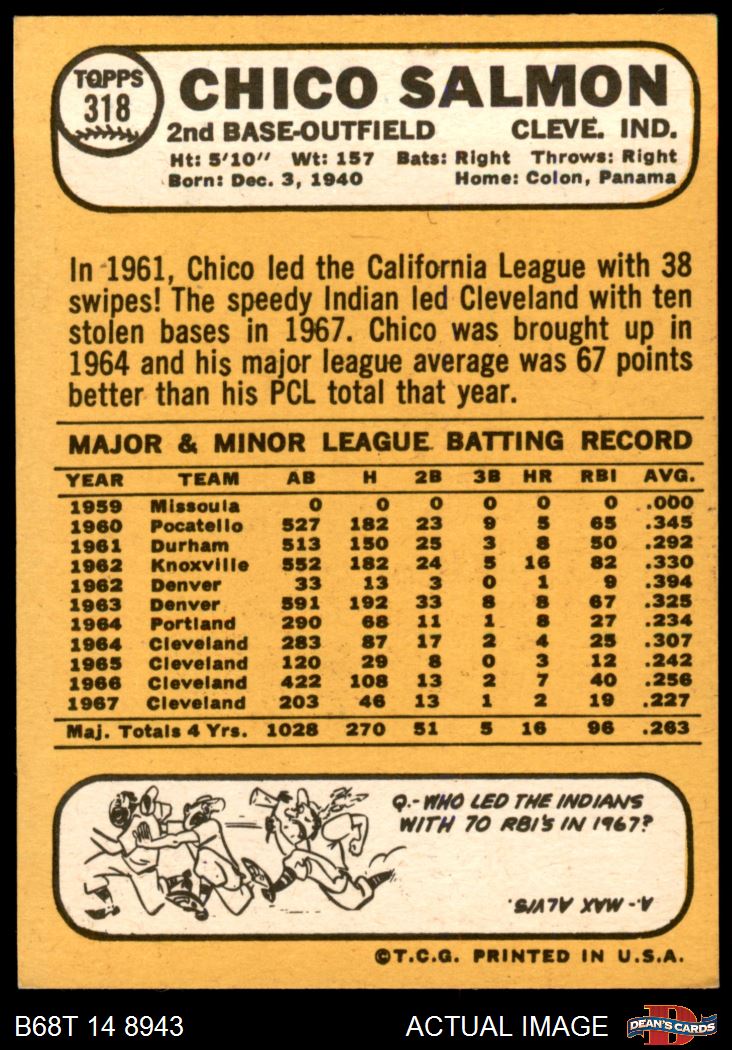 TOPPS
318
CHICO SALMON
2nd BASE-OUTFIELD CLEVE. IND.
Ht: 5'10" Wt: 157 Bats: Right Throws: Right
Born: Dec. 3, 1940 Home: Colon, Panama
In 1961, Chico led the California League with 38
swipes! The speedy Indian led Cleveland with ten
stolen bases in 1967. Chico was brought up in
1964 and his major league average was 67 points
better than his PCL total that year.
MAJOR & MINOR LEAGUE BATTING RECORD
YEAR TEAM AB H 2B 3B HR RBI AVG.
1959 Missoula 0 0 0 0 0 0 .000
1960 Pocatello 527 182 23 9 5 65 .345
1961 Durham 513 150 25 3 8 50 .292
1962 Knoxville 552 182 24 5 16 82 .330
1962 Denver 33 13 3 0 1 9 .394
1963 Denver 591 192 33 8 8 67 .325
1964 Portland 290 68 11 1 8 27 .234
1964 Cleveland 283 87 17 2 4 25 .307
1965 Cleveland 120 29 8 0 3 12 .242
1966 Cleveland 422 108 13 2 7 40 .256
1967 Cleveland 203 46 13 1 2 19 .227
Maj. Totals 4 Yrs. 1028 270 51 5 16 96 .263
Q.- WHO LED THE INDIANS
WITH 70 RBI'S IN 1967?
A.- MAX ALVIS.
©T.C.G. PRINTED IN U.S.A.
B68T 14 8943 ACTUAL IMAGE DEAN'S CARDS